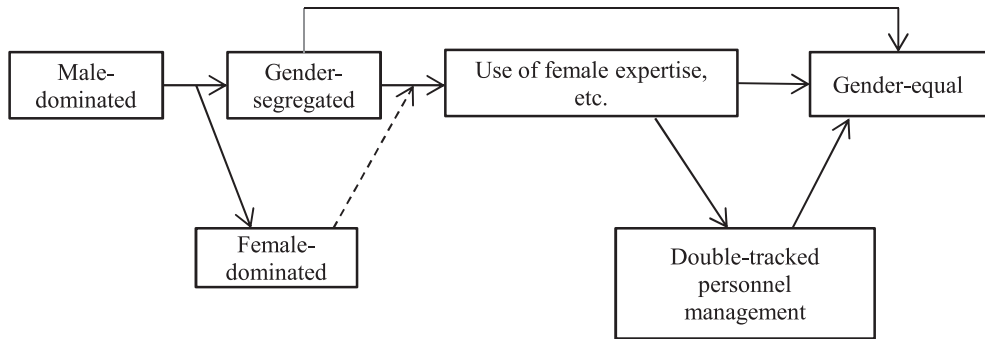 Male-
dominated
Gender-
segregated
Use of female expertise,
etc.
Gender-equal
Female-
dominated
Double-tracked
personnel
management